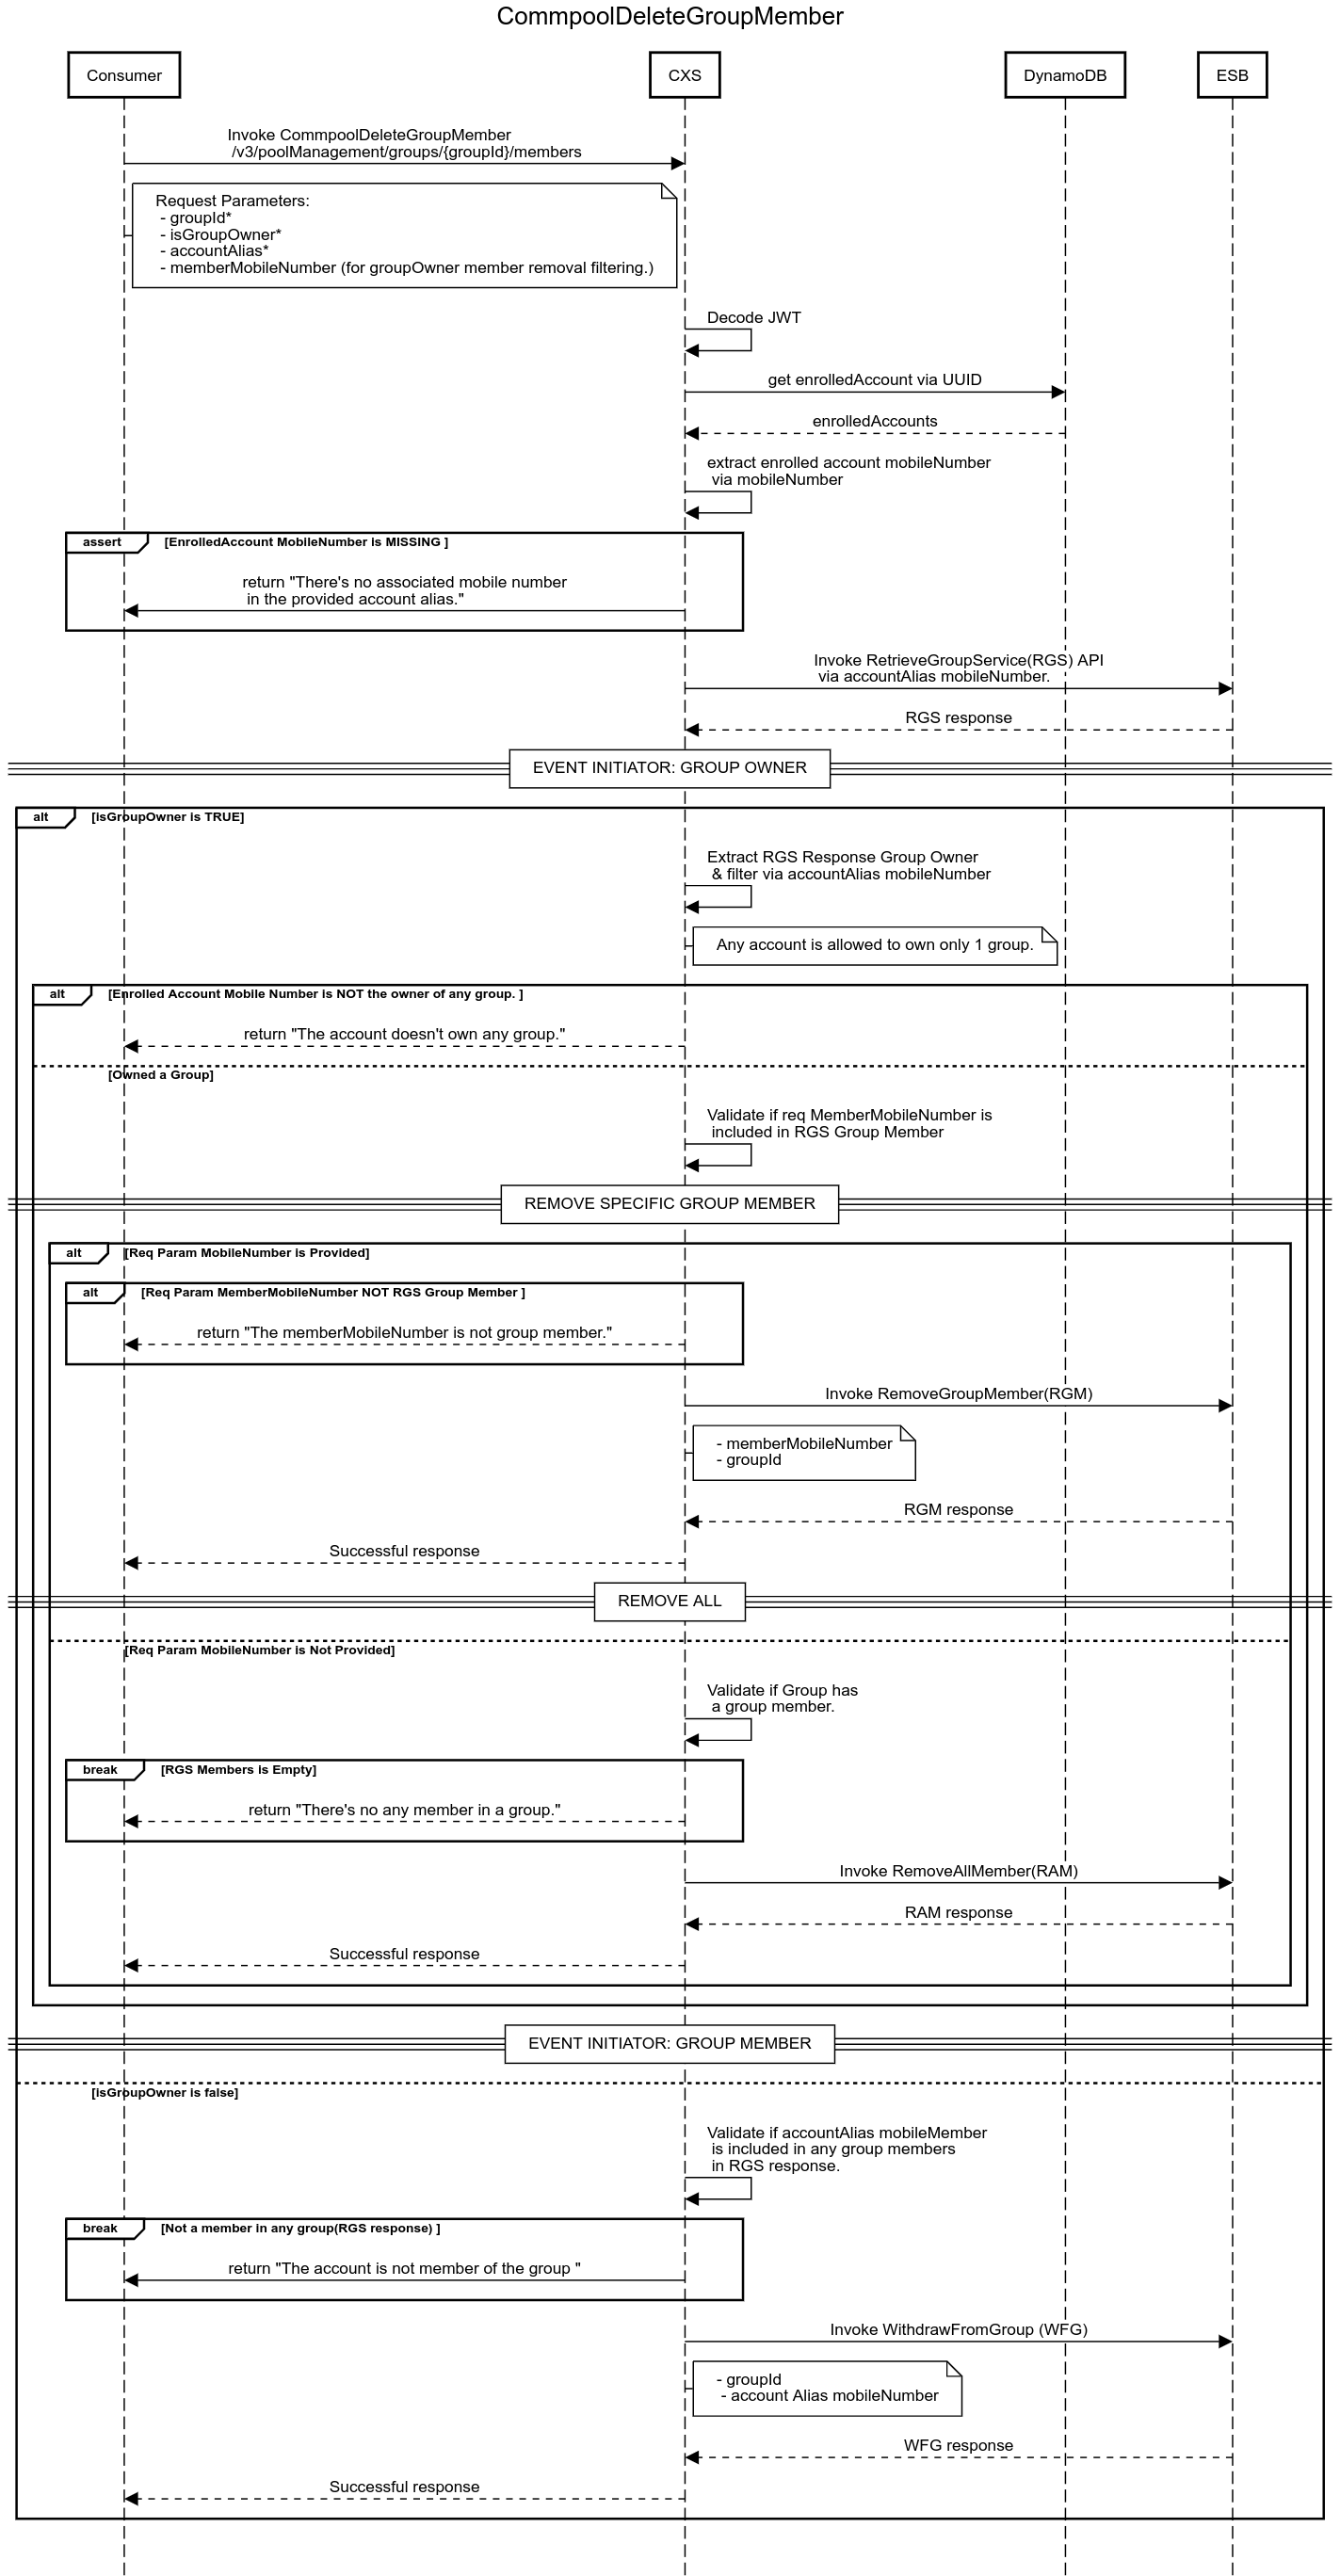 CommpoolDeleteGroupMember
Consumer
CXS
DynamoDB
ESB
Invoke CommpoolDeleteGroupMember
/v3/poolManagement/groups/{groupId}/members
Request Parameters:
- groupId*
- isGroupOwner*
- accountAlias*
- memberMobileNumber (for groupOwner member removal filtering.)
Decode JWT
get enrolledAccount via UUID
enrolledAccounts
extract enrolled account mobileNumber
via mobileNumber
assert
[EnrolledAccount MobileNumber is MISSING ]
return "There's no associated mobile number
in the provided account alias."
Invoke RetrieveGroupService(RGS) API
via accountAlias mobileNumber.
RGS response
EVENT INITIATOR: GROUP OWNER
alt
[isGroupOwner is TRUE]
Extract RGS Response Group Owner
& filter via accountAlias mobileNumber
Any account is allowed to own only 1 group.
alt
[Enrolled Account Mobile Number is NOT the owner of any group. ]
return "The account doesn't own any group."
[Owned a Group]
Validate if req MemberMobileNumber is
included in RGS Group Member
REMOVE SPECIFIC GROUP MEMBER
alt
[Req Param MobileNumber is Provided]
alt
[Req Param MemberMobileNumber NOT RGS Group Member ]
return "The memberMobileNumber is not group member."
Invoke RemoveGroupMember(RGM)
- memberMobileNumber
- groupId
RGM response
Successful response
REMOVE ALL
[Req Param MobileNumber is Not Provided]
Validate if Group has
a group member.
break
[RGS Members is Empty]
return "There's no any member in a group."
Invoke RemoveAllMember(RAM)
RAM response
Successful response
EVENT INITIATOR: GROUP MEMBER
[isGroupOwner is false]
Validate if accountAlias mobileMember
is included in any group members
in RGS response.
break
[Not a member in any group(RGS response) ]
return "The account is not member of the group "
Invoke WithdrawFromGroup (WFG)
- groupId
- account Alias mobileNumber
WFG response
Successful response